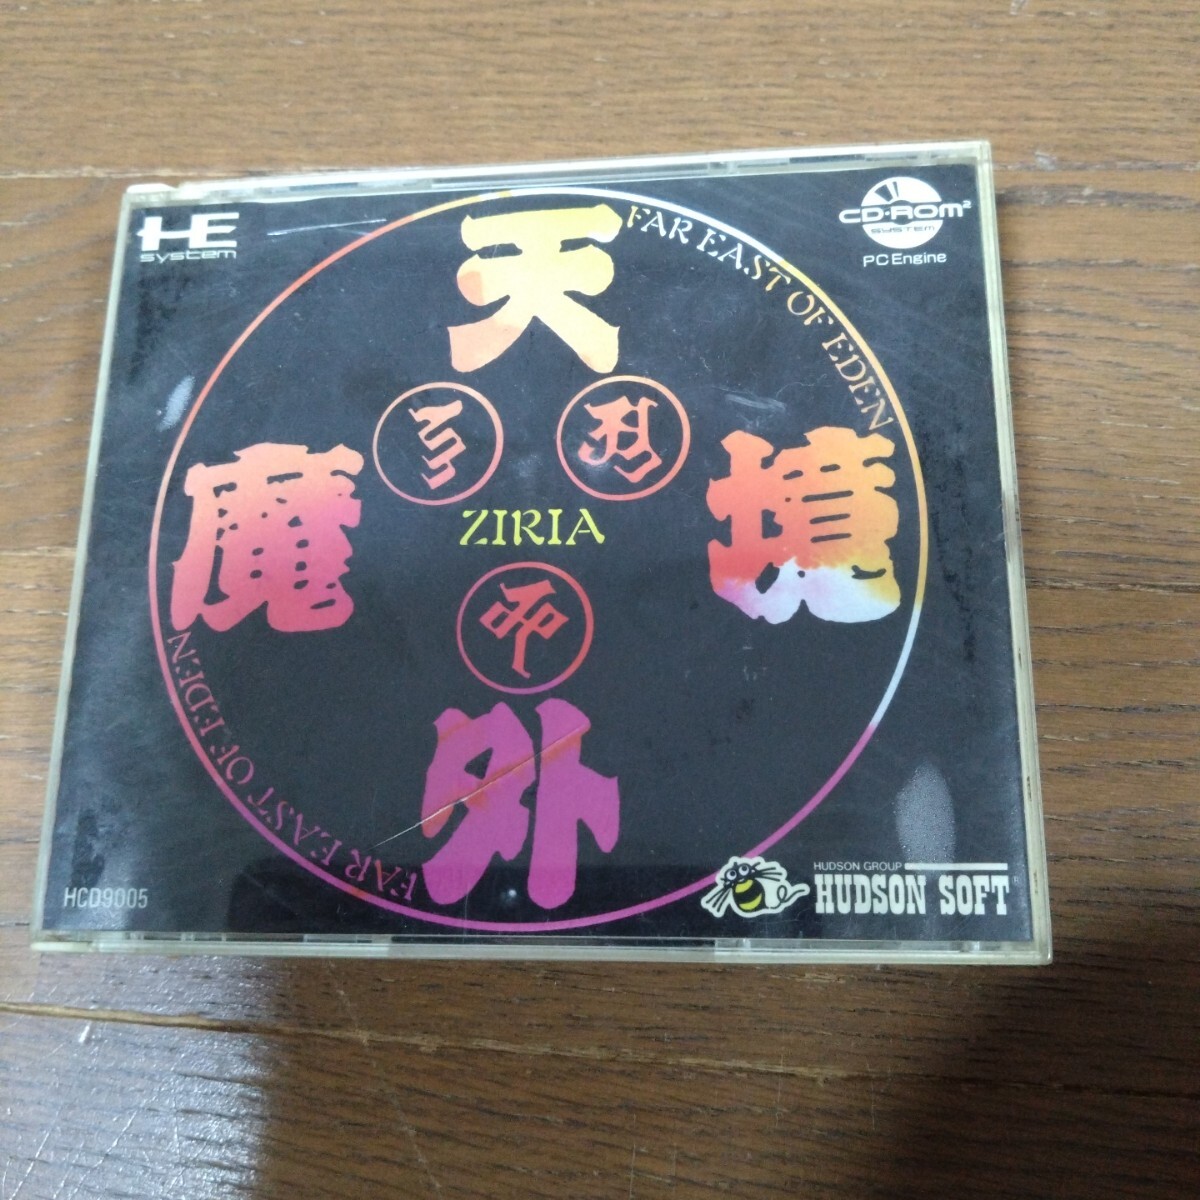 HE
system
CD-ROM²
SYSTEM
PC Engine
天
外
魔
境
FAR EAST OF EDEN
ZIRIA
FAR EAST OF EDEN
HCD9005
HUDSON GROUP
HUDSON SOFT